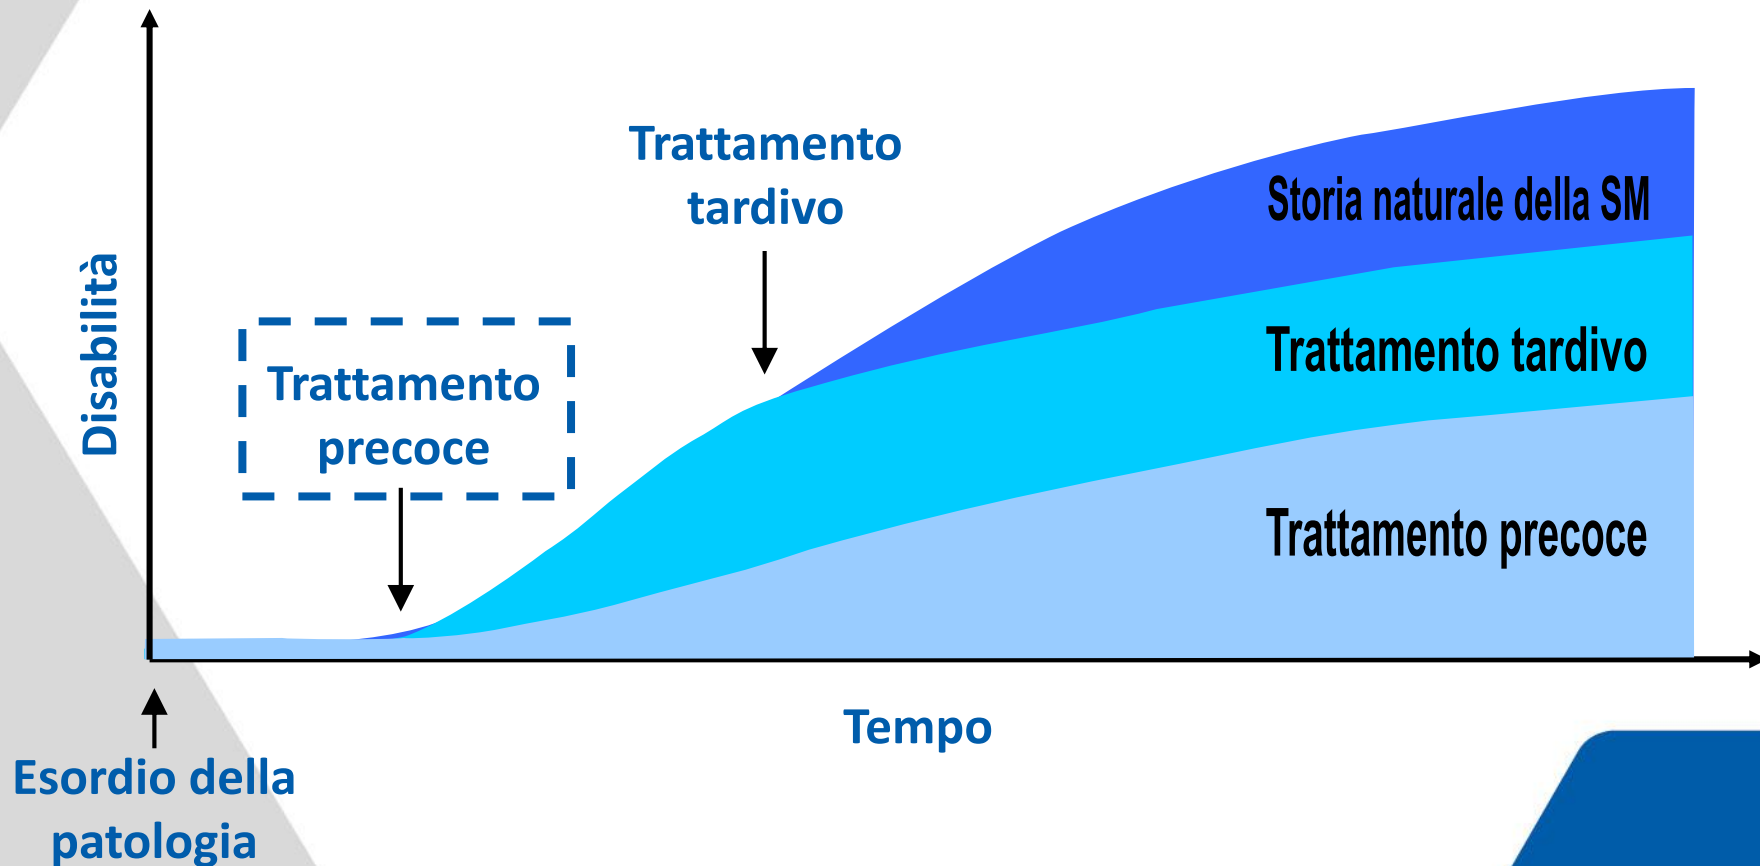 Trattamento
tardivo
Storia naturale della SM
Disabilità
Trattamento
precoce
Trattamento tardivo
Trattamento precoce
Tempo
Esordio della
patologia